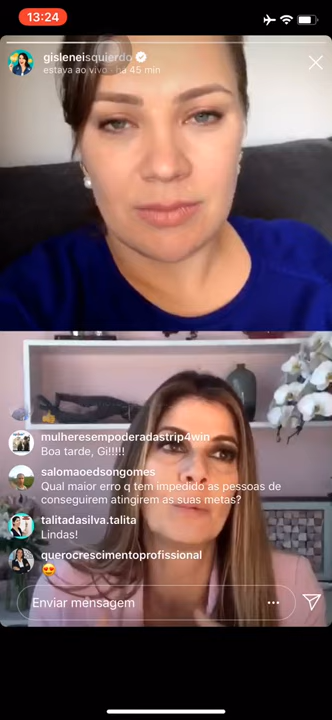 13:24
gisleneisquierdo
estava ao vivo · há 45 min
mulheresempoderadastrip4win
Boa tarde, Gi!!!!!
salomaoedsongomes
Qual maior erro q tem impedido as pessoas de
conseguirem atingirem as suas metas?
talitadasilva.talita
Lindas!
querocrescimentoprofissional
😍
Enviar mensagem